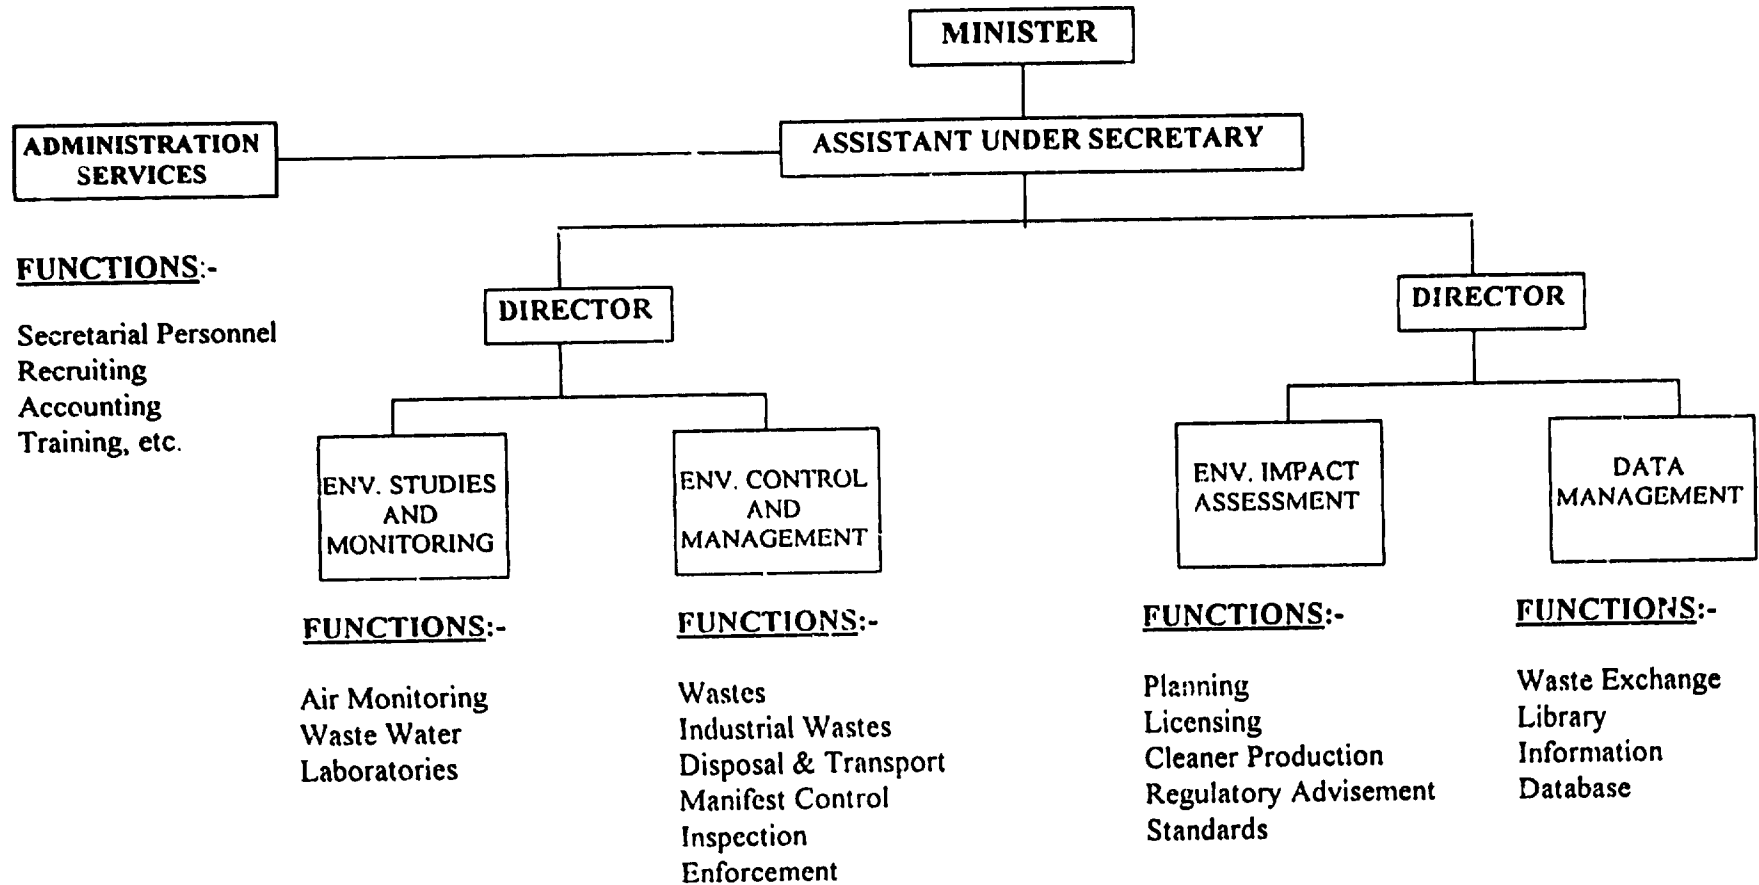 MINISTER
ASSISTANT UNDER SECRETARY
ADMINISTRATION
SERVICES
FUNCTIONS:-
Secretarial Personnel
Recruiting
Accounting
Training, etc.
DIRECTOR
DIRECTOR
ENV. STUDIES
AND
MONITORING
FUNCTIONS:-
Air Monitoring
Waste Water
Laboratories
ENV. CONTROL
AND
MANAGEMENT
FUNCTIONS:-
Wastes
Industrial Wastes
Disposal & Transport
Manifest Control
Inspection
Enforcement
ENV. IMPACT
ASSESSMENT
FUNCTIONS:-
Planning
Licensing
Cleaner Production
Regulatory Advisement
Standards
DATA
MANAGEMENT
FUNCTIONS:-
Waste Exchange
Library
Information
Database